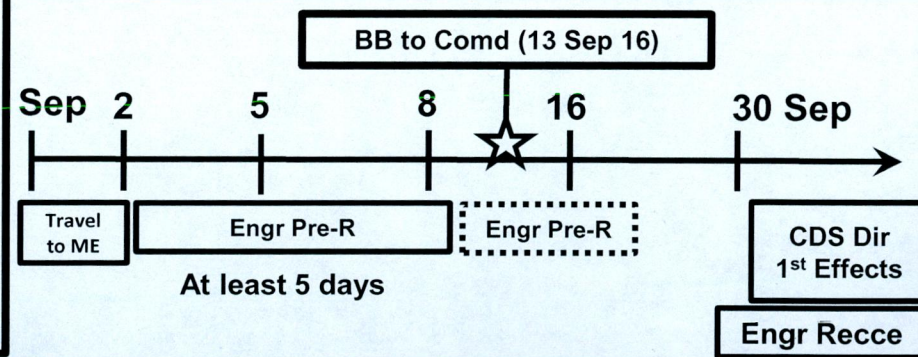 BB to Comd (13 Sep 16)
Sep 2 5 8 16 30 Sep
Travel
to ME
Engr Pre-R
Engr Pre-R
At least 5 days
CDS Dir
1st Effects
Engr Recce